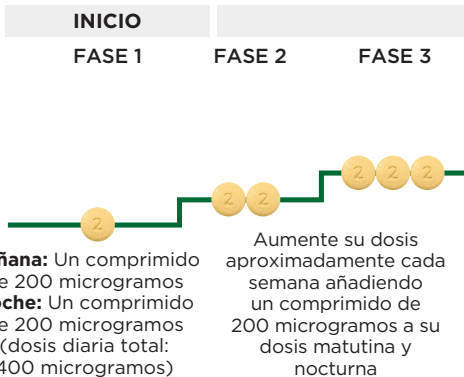 INICIO
FASE 1 FASE 2 FASE 3
2 2 2 2 2 2
Un comprimido
200 microgramos
Un comprimido
200 microgramos
(dosis diaria total:
400 microgramos)
Aumente su dosis
aproximadamente cada
semana añadiendo
un comprimido de
200 microgramos a su
dosis matutina y
nocturna